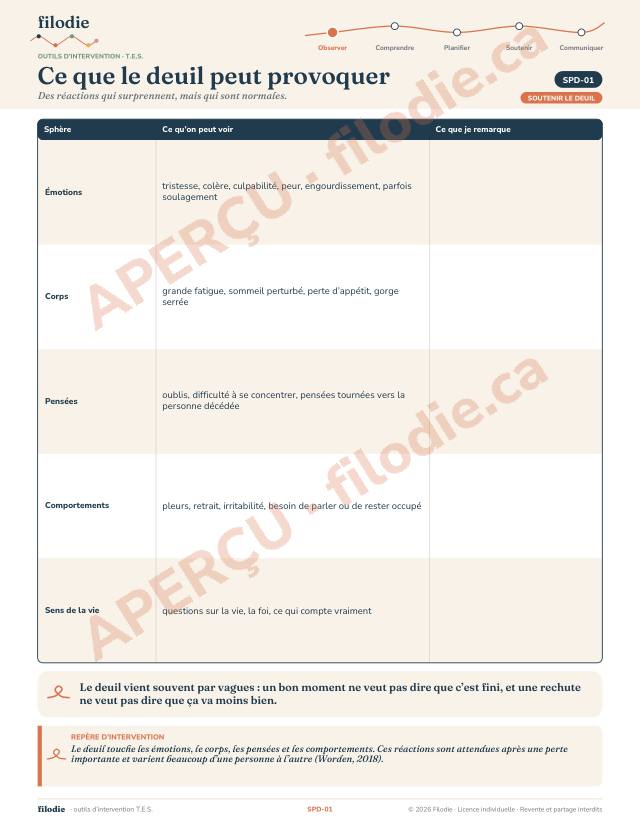 filodie
Observer Comprendre Planifier Soutenir Communiquer
OUTILS D'INTERVENTION · T.E.S.
Ce que le deuil peut provoquer
SPD-01
Des réactions qui surprennent, mais qui sont normales.
SOUTENIR LE DEUIL
Sphère Ce qu'on peut voir Ce que je remarque
Émotions
tristesse, colère, culpabilité, peur, engourdissement, parfois
soulagement
Corps
grande fatigue, sommeil perturbé, perte d'appétit, gorge
serrée
Pensées
oublis, difficulté à se concentrer, pensées tournées vers la
personne décédée
Comportements
pleurs, retrait, irritabilité, besoin de parler ou de rester occupé
Sens de la vie
questions sur la vie, la foi, ce qui compte vraiment
APERÇU · filodie.ca
APERÇU · filodie.ca
Le deuil vient souvent par vagues : un bon moment ne veut pas dire que c'est fini, et une rechute
ne veut pas dire que ça va moins bien.
REPÈRE D'INTERVENTION
Le deuil touche les émotions, le corps, les pensées et les comportements. Ces réactions sont attendues après une perte
importante et varient beaucoup d'une personne à l'autre (Worden, 2018).
filodie · outils d'intervention T.E.S. SPD-01 © 2026 Filodie · Licence individuelle · Revente et partage interdits